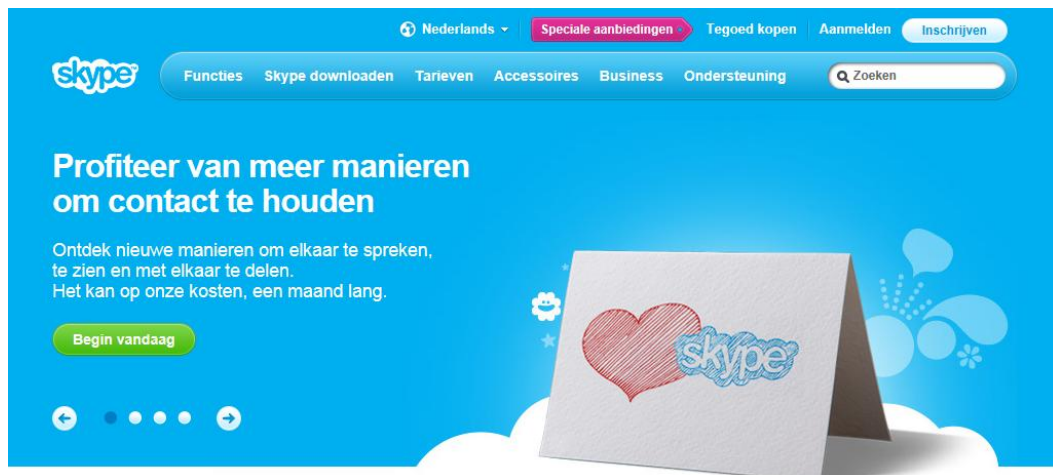 Nederlands
Speciale aanbiedingen
Tegoed kopen
Aanmelden
Inschrijven
skype
Functies
Skype downloaden
Tarieven
Accessoires
Business
Ondersteuning
Zoeken
Profiteer van meer manieren
om contact te houden
Ontdek nieuwe manieren om elkaar te spreken,
te zien en met elkaar te delen.
Het kan op onze kosten, een maand lang.
Begin vandaag
skype